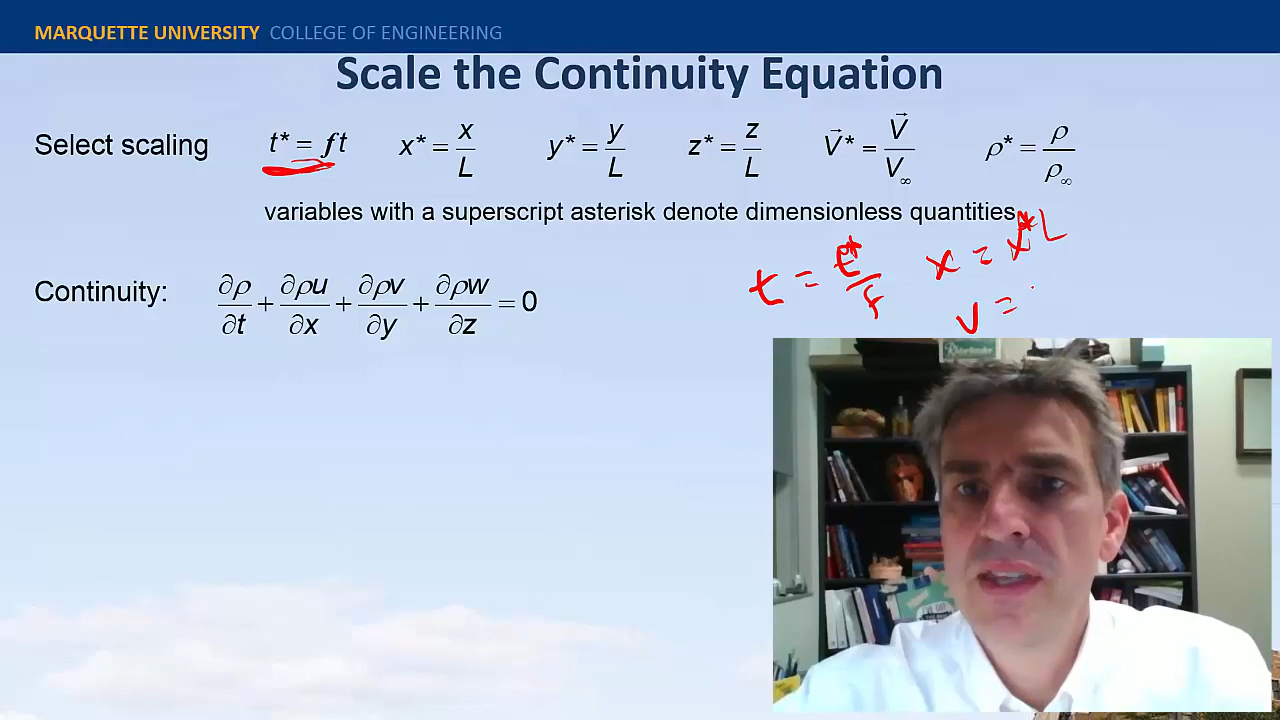 MARQUETTE UNIVERSITY COLLEGE OF ENGINEERING
Scale the Continuity Equation
Select scaling t* = ft x* = x/L y* = y/L z* = z/L V⃗* = V⃗/V∞ ρ* = ρ/ρ∞
variables with a superscript asterisk denote dimensionless quantities.
t = t*/f x = x*L
Continuity: ∂ρ/∂t + ∂ρu/∂x + ∂ρv/∂y + ∂ρw/∂z = 0
V =